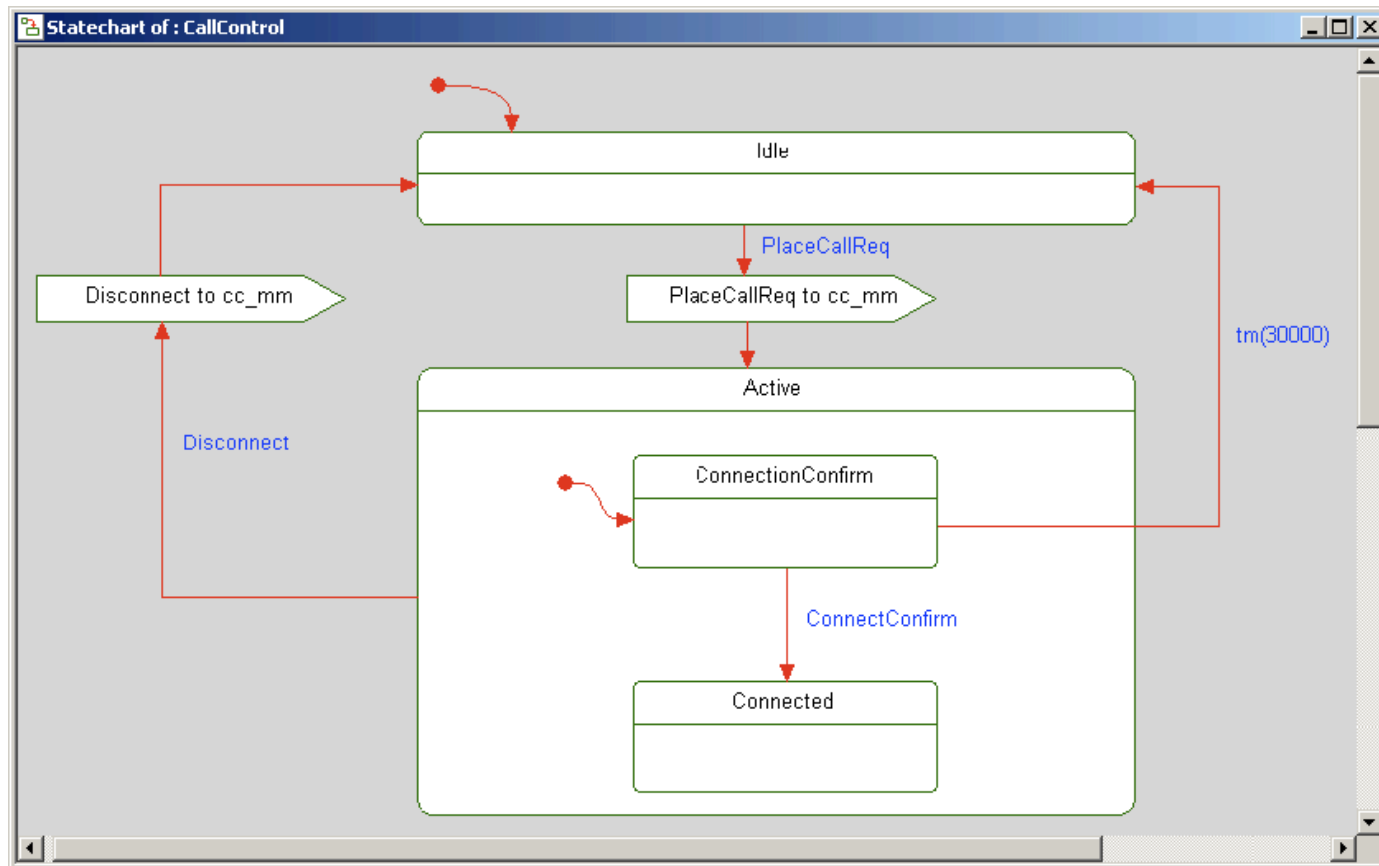 Statechart of : CallControl
Idle
PlaceCallReq
Disconnect to cc_mm
PlaceCallReq to cc_mm
tm(30000)
Active
Disconnect
ConnectionConfirm
ConnectConfirm
Connected